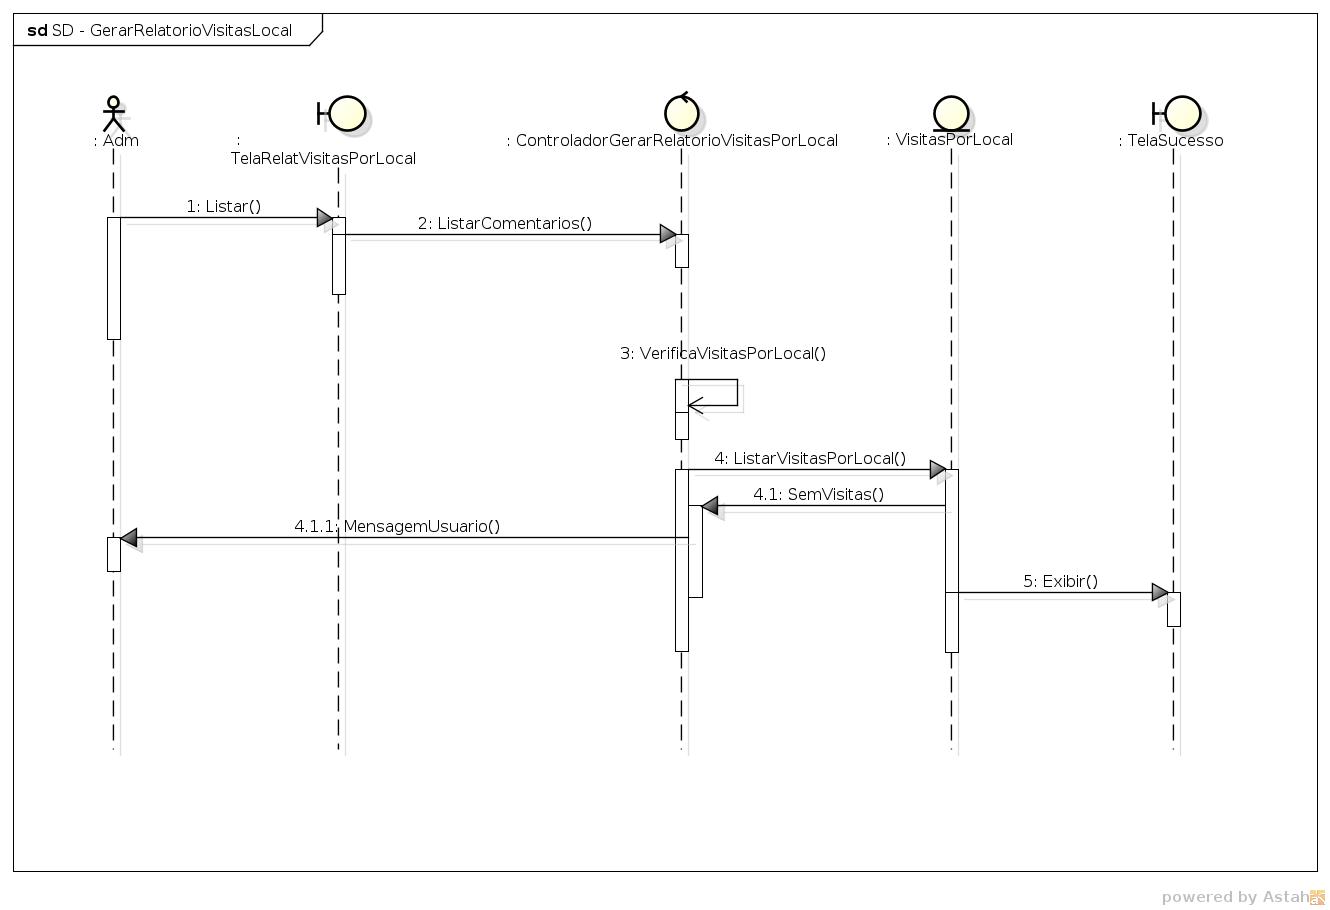 sd SD - GerarRelatorioVisitasLocal
: Adm
:
TelaRelatVisitasPorLocal
: ControladorGerarRelatorioVisitasPorLocal
: VisitasPorLocal
: TelaSucesso
1: Listar()
2: ListarComentarios()
3: VerificaVisitasPorLocal()
4: ListarVisitasPorLocal()
4.1: SemVisitas()
4.1.1: MensagemUsuario()
5: Exibir()
powered by Astah